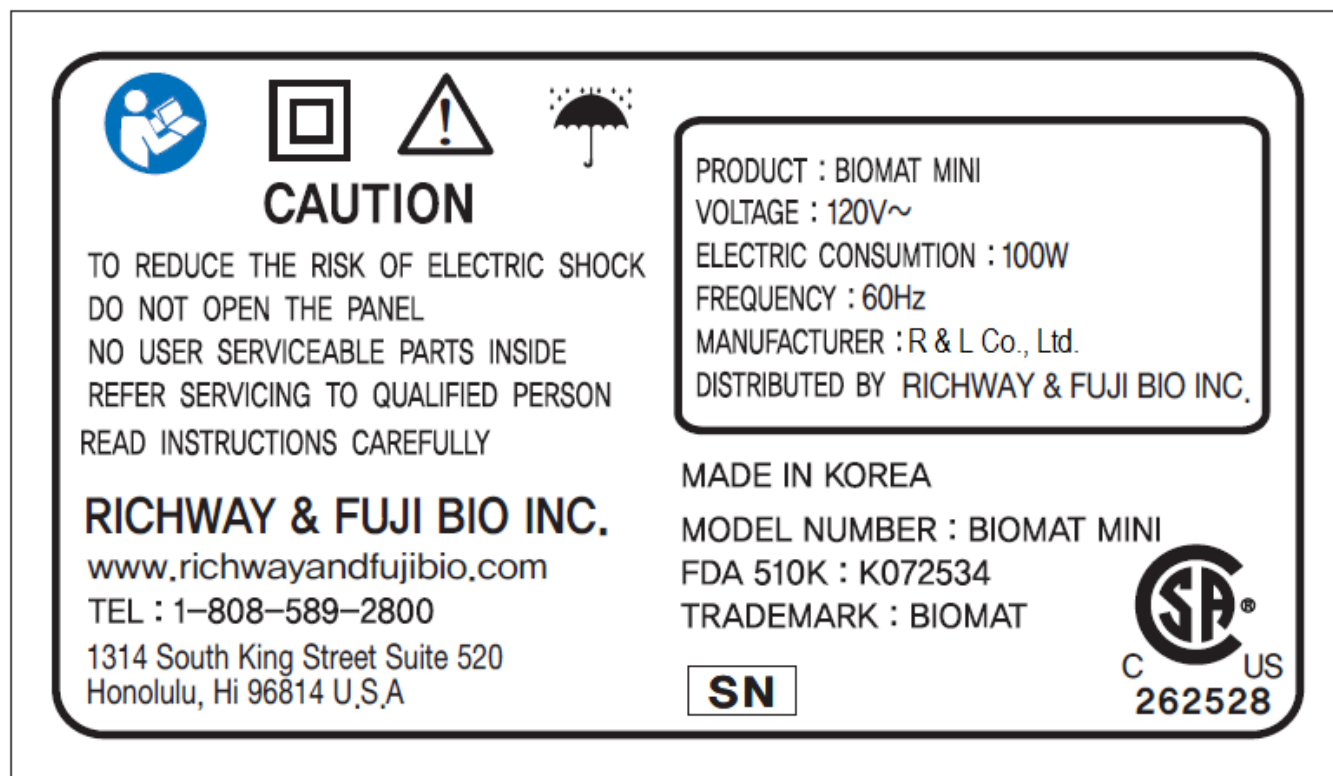 CAUTION
TO REDUCE THE RISK OF ELECTRIC SHOCK
DO NOT OPEN THE PANEL
NO USER SERVICEABLE PARTS INSIDE
REFER SERVICING TO QUALIFIED PERSON
READ INSTRUCTIONS CAREFULLY
RICHWAY & FUJI BIO INC.
www.richwayandfujibio.com
TEL : 1-808-589-2800
1314 South King Street Suite 520
Honolulu, Hi 96814 U.S.A
PRODUCT : BIOMAT MINI
VOLTAGE : 120V~
ELECTRIC CONSUMTION : 100W
FREQUENCY : 60Hz
MANUFACTURER : R & L Co., Ltd.
DISTRIBUTED BY RICHWAY & FUJI BIO INC.
MADE IN KOREA
MODEL NUMBER : BIOMAT MINI
FDA 510K : K072534
TRADEMARK : BIOMAT
SN
CSA ®
C US
262528